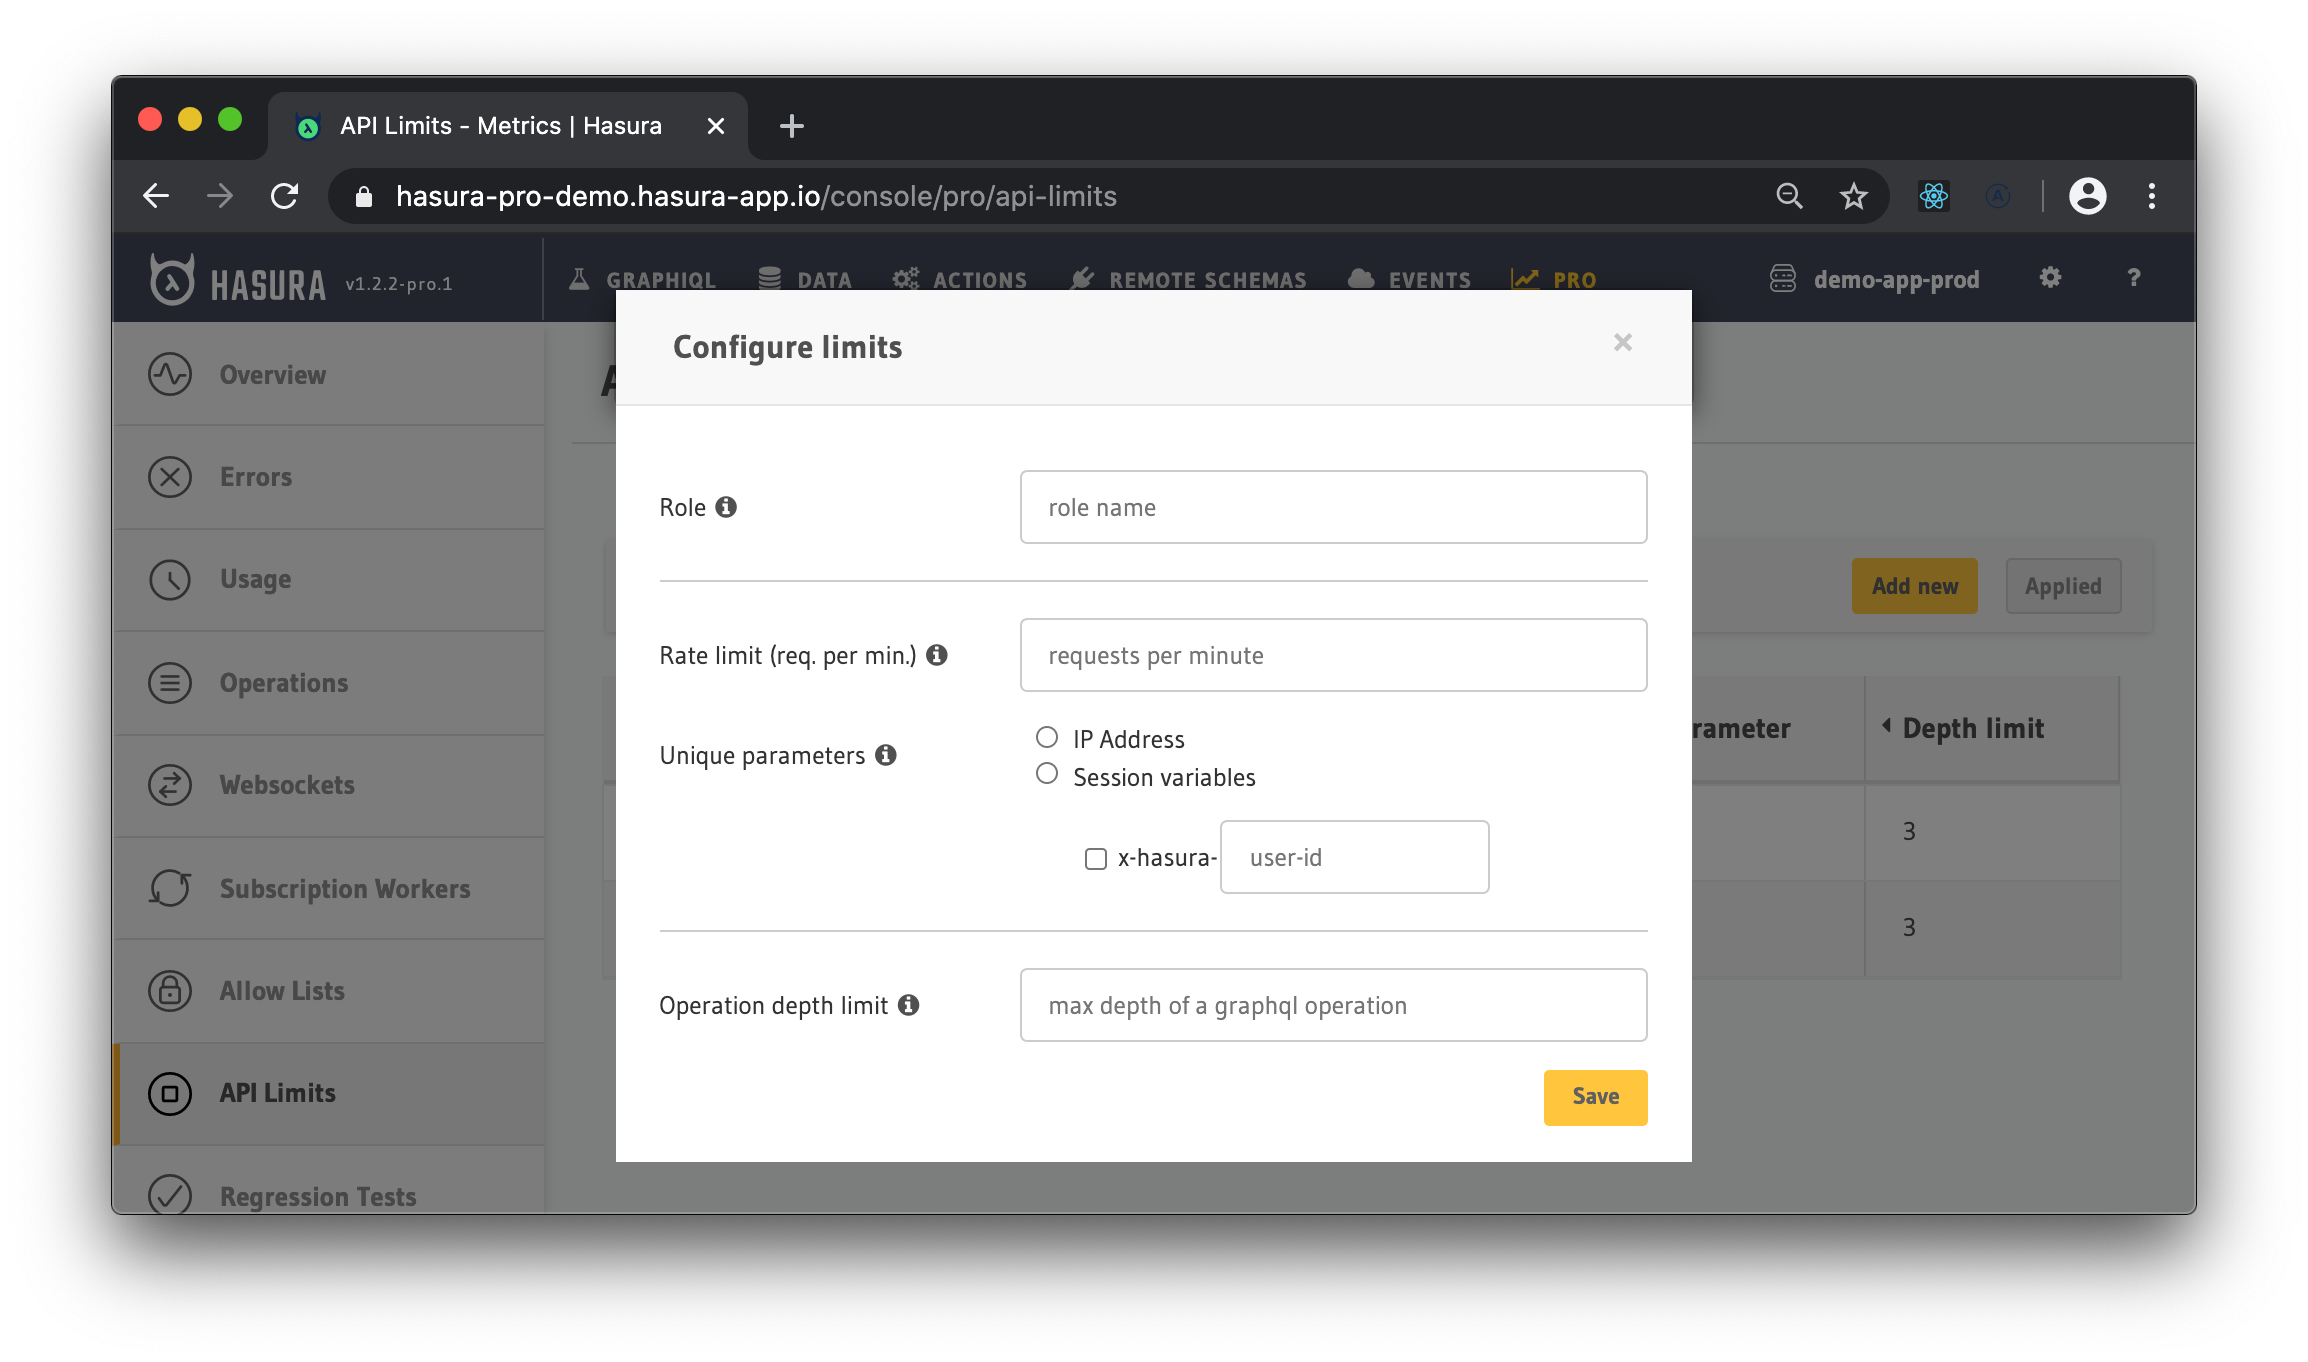 API Limits - Metrics | Hasura
hasura-pro-demo.hasura-app.io/console/pro/api-limits
HASURA v1.2.2-pro.1
GRAPHIQL DATA ACTIONS REMOTE SCHEMAS EVENTS PRO demo-app-prod ?
Overview
Errors
Usage
Operations
Websockets
Subscription Workers
Allow Lists
API Limits
Regression Tests
Configure limits
Role role name
Rate limit (req. per min.) requests per minute
Unique parameters
IP Address
Session variables
x-hasura- user-id
Operation depth limit max depth of a graphql operation
Save
Add new Applied
rameter Depth limit
3
3